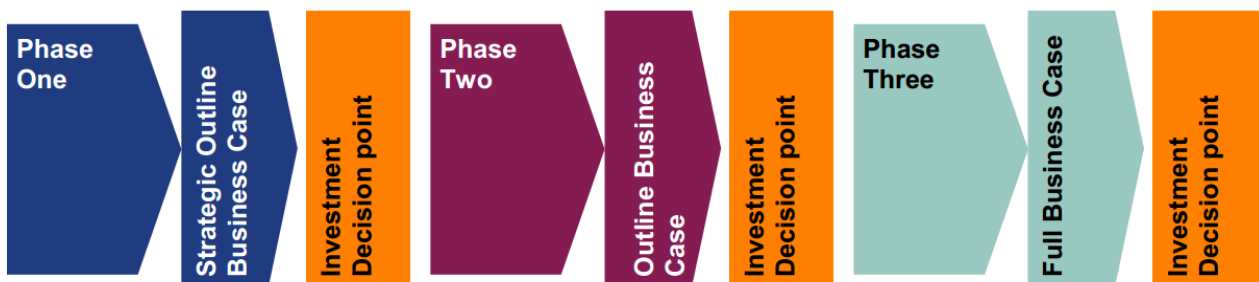 Phase
One
Strategic Outline
Business Case
Investment
Decision point
Phase
Two
Outline Business
Case
Investment
Decision point
Phase
Three
Full Business Case
Investment
Decision point